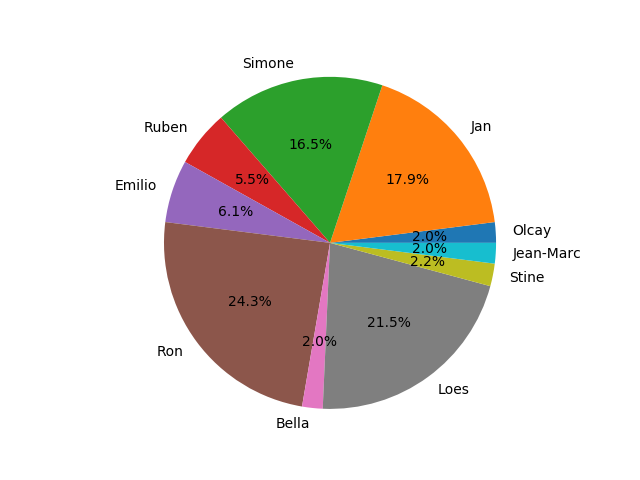 Simone
Jan
Ruben
16.5%
Emilio
5.5%
17.9%
6.1%
Olcay
2.0%
Jean-Marc
2.0%
2.2%
Stine
24.3%
21.5%
2.0%
Ron
Loes
Bella